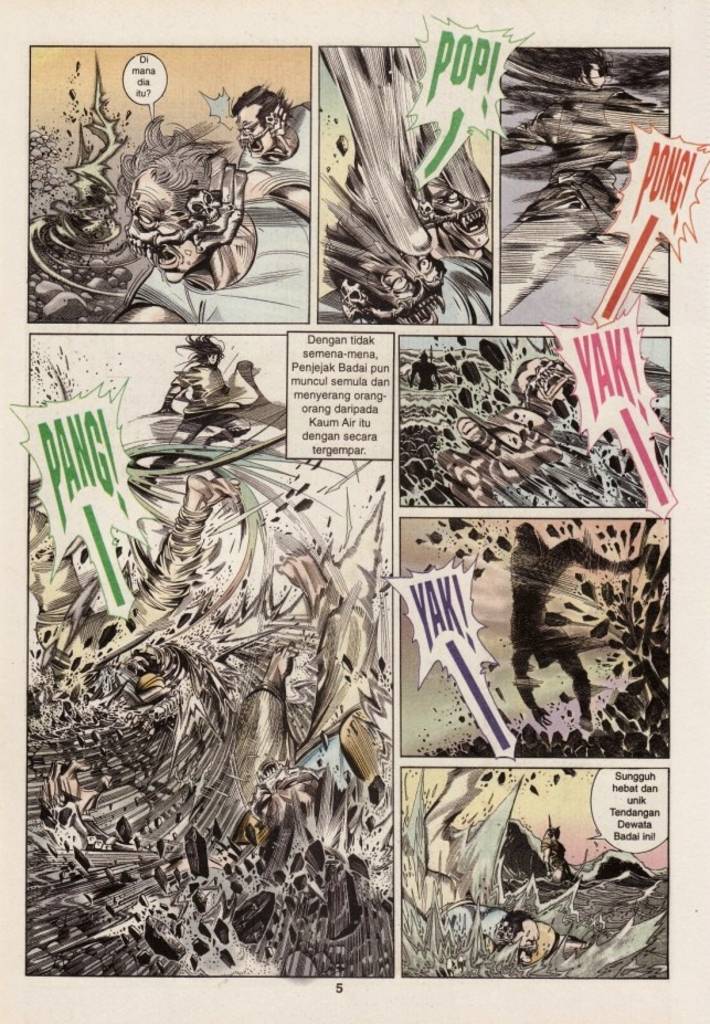 Di
mana
dia
itu?
POP!
PONG!
PANG!
Dengan tidak
semena-mena,
Penjejak Badai pun
muncul semula dan
menyerang orang-
orang daripada
Kaum Air itu
dengan secara
tergempar.
YAK!
YAK!
Sungguh
hebat dan
unik
Tendangan
Dewata
Badai ini!
5